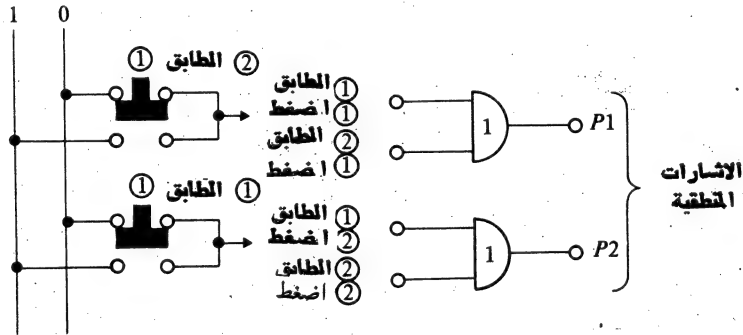 1 0
① الطابق ②
الطابق ①
اضغط ①
الطابق ②
اضغط ①
1
P1
الاشارات
المنطقية
① الطابق ①
الطابق ①
اضغط ②
الطابق ②
اضغط ②
1
P2